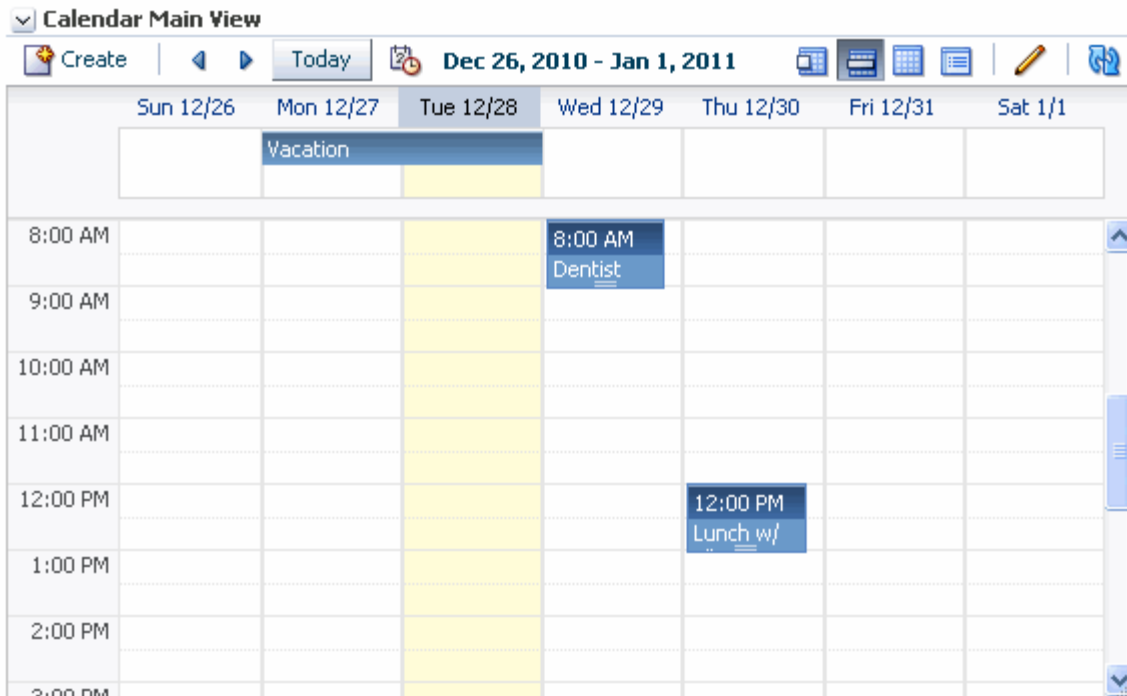 Calendar Main View
Create Today Dec 26, 2010 - Jan 1, 2011
Sun 12/26 Mon 12/27 Tue 12/28 Wed 12/29 Thu 12/30 Fri 12/31 Sat 1/1
Vacation
8:00 AM 8:00 AM
Dentist
9:00 AM
10:00 AM
11:00 AM
12:00 PM 12:00 PM
Lunch w/
1:00 PM
2:00 PM
3:00 PM